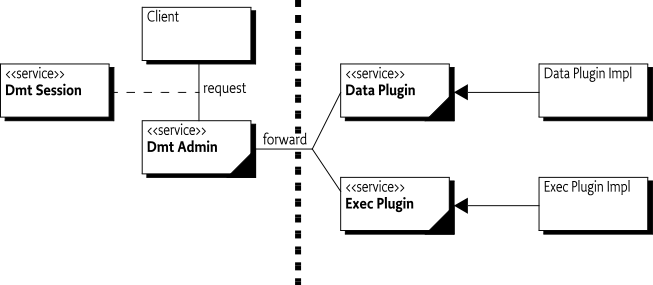 Client
<<service>>
Dmt Session
request
<<service>>
Dmt Admin
forward
<<service>>
Data Plugin
Data Plugin Impl
<<service>>
Exec Plugin
Exec Plugin Impl